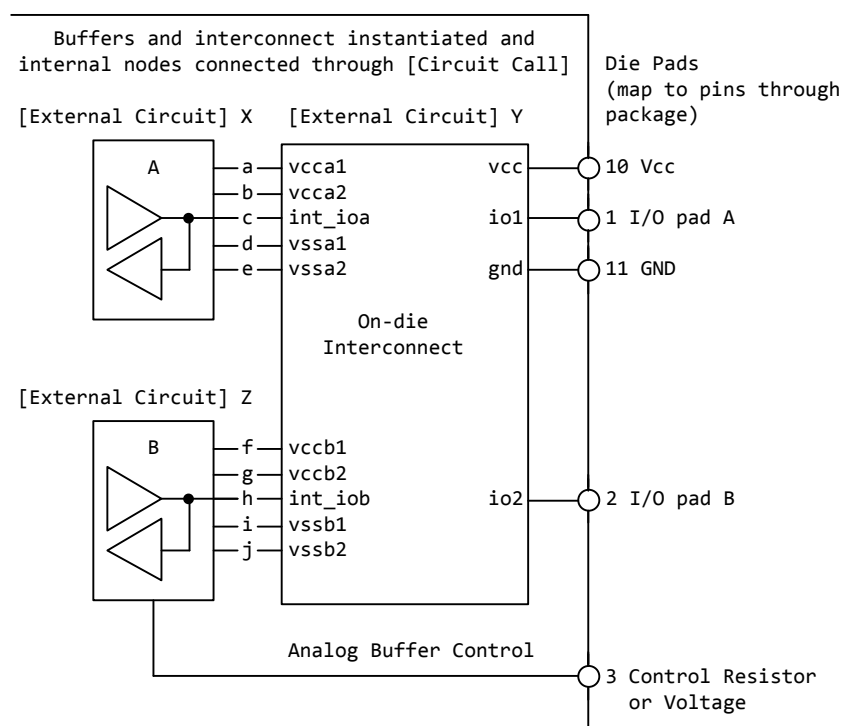 Buffers and interconnect instantiated and
internal nodes connected through [Circuit Call]
Die Pads
(map to pins through
package)
[External Circuit] X
[External Circuit] Y
A
a
b
c
d
e
vcca1
vcca2
int_ioa
vssa1
vssa2
vcc
io1
gnd
10 Vcc
1 I/O pad A
11 GND
On-die
Interconnect
[External Circuit] Z
B
f
g
h
i
j
vccb1
vccb2
int_iob
vssb1
vssb2
io2
2 I/O pad B
Analog Buffer Control
3 Control Resistor
or Voltage